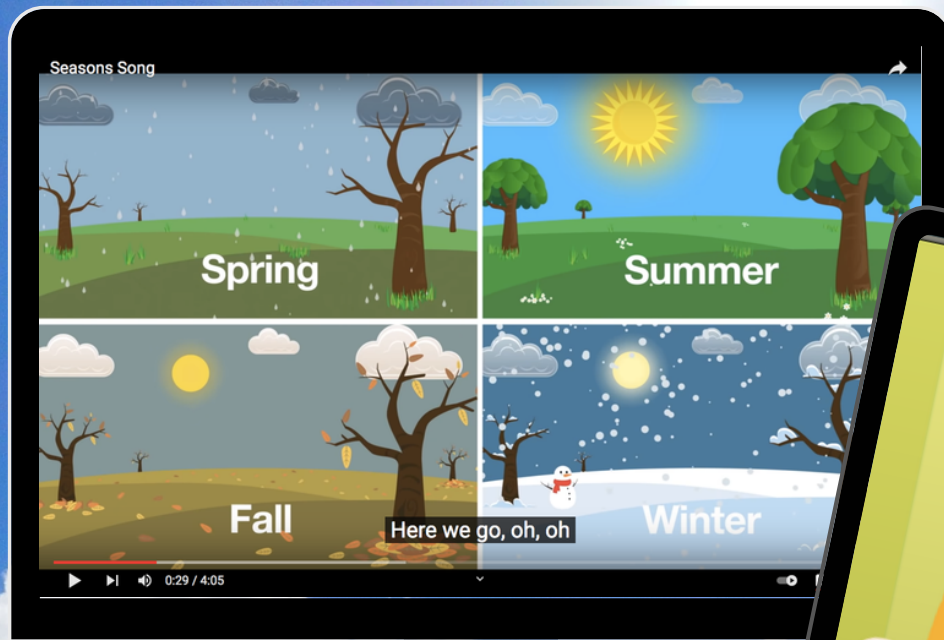 Seasons Song
Spring
Summer
Fall
Winter
Here we go, oh, oh
0:29 / 4:05